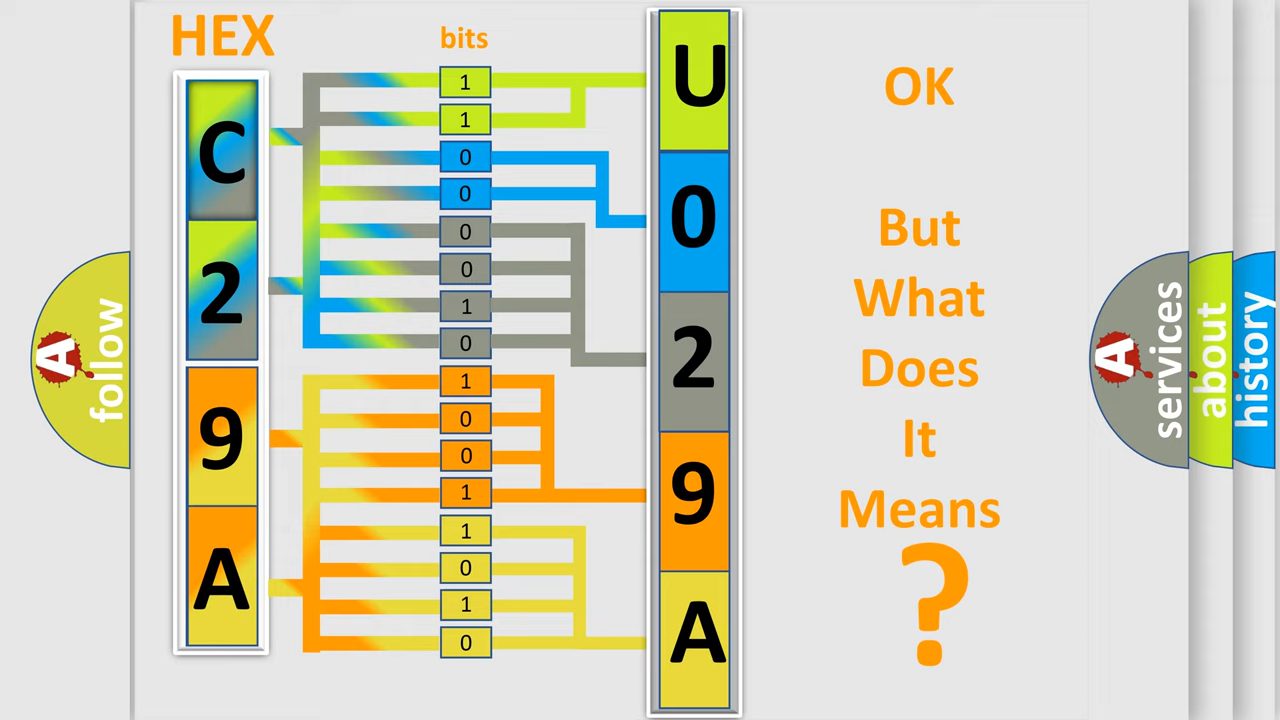 HEX
bits
C
2
9
A
1
1
0
0
0
0
1
0
1
0
0
1
1
0
1
0
U
0
2
9
A
OK
But
What
Does
It
Means
?
A
follow
A
services
about
history